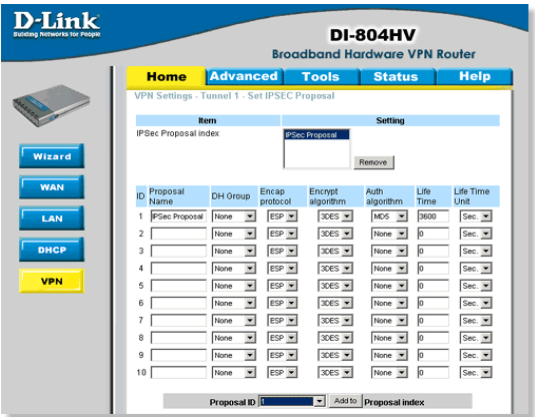 D-Link
Building Networks for People
DI-804HV
Broadband Hardware VPN Router
Home Advanced Tools Status Help
VPN Settings - Tunnel 1 - Set IPSEC Proposal
Item Setting
IPSec Proposal index IPSec Proposal Remove
ID Proposal Name DH Group Encap protocol Encrypt algorithm Auth algorithm Life Time Life Time Unit
1 IPSec Proposal None ESP 3DES MD5 3600 Sec.
2 None ESP 3DES None 0 Sec.
3 None ESP 3DES None 0 Sec.
4 None ESP 3DES None 0 Sec.
5 None ESP 3DES None 0 Sec.
6 None ESP 3DES None 0 Sec.
7 None ESP 3DES None 0 Sec.
8 None ESP 3DES None 0 Sec.
9 None ESP 3DES None 0 Sec.
10 None ESP 3DES None 0 Sec.
Proposal ID 1 Add to Proposal index
Wizard
WAN
LAN
DHCP
VPN